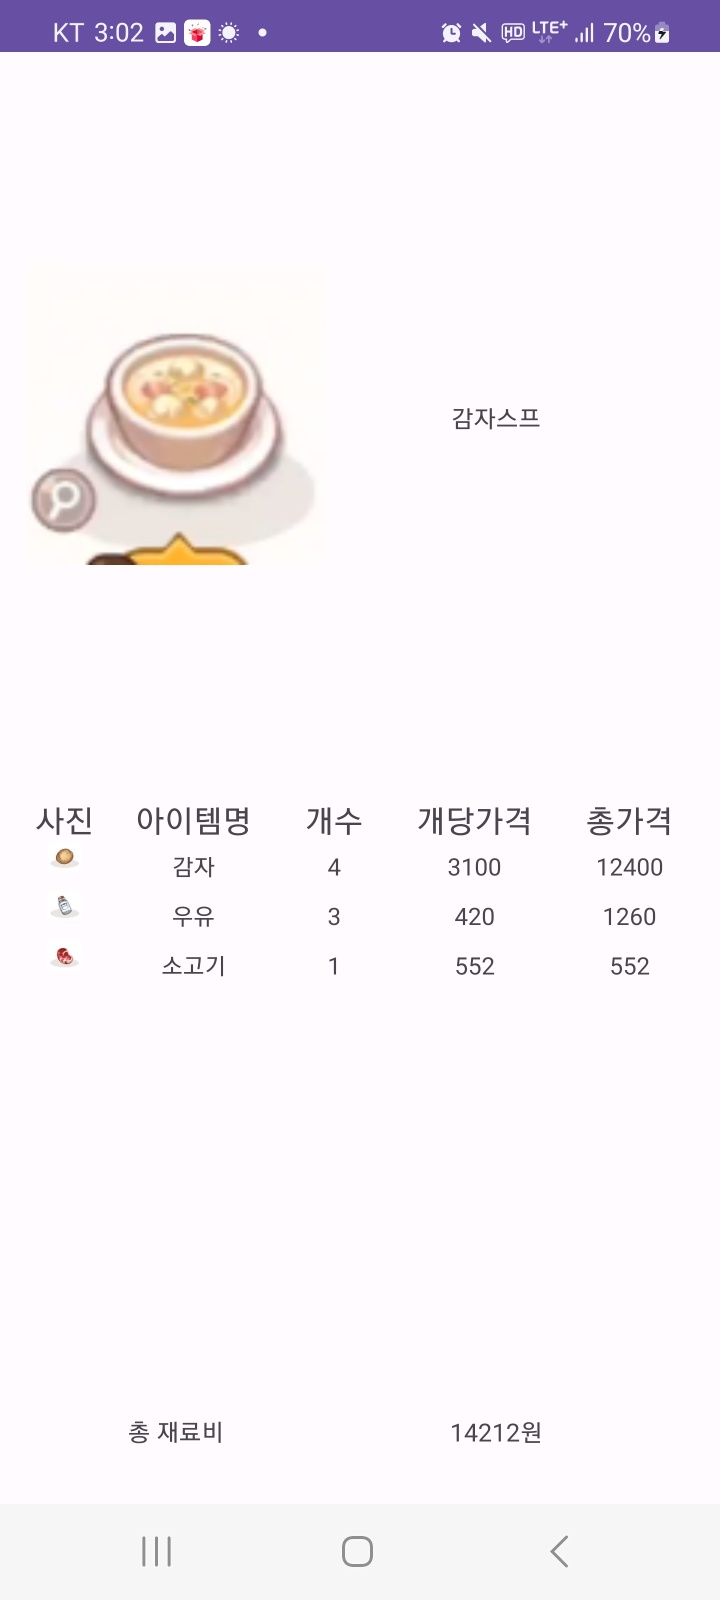 KT 3:02 HD LTE+ 70%
감자스프
사진 아이템명 개수 개당가격 총가격
감자 4 3100 12400
우유 3 420 1260
소고기 1 552 552
총 재료비 14212원